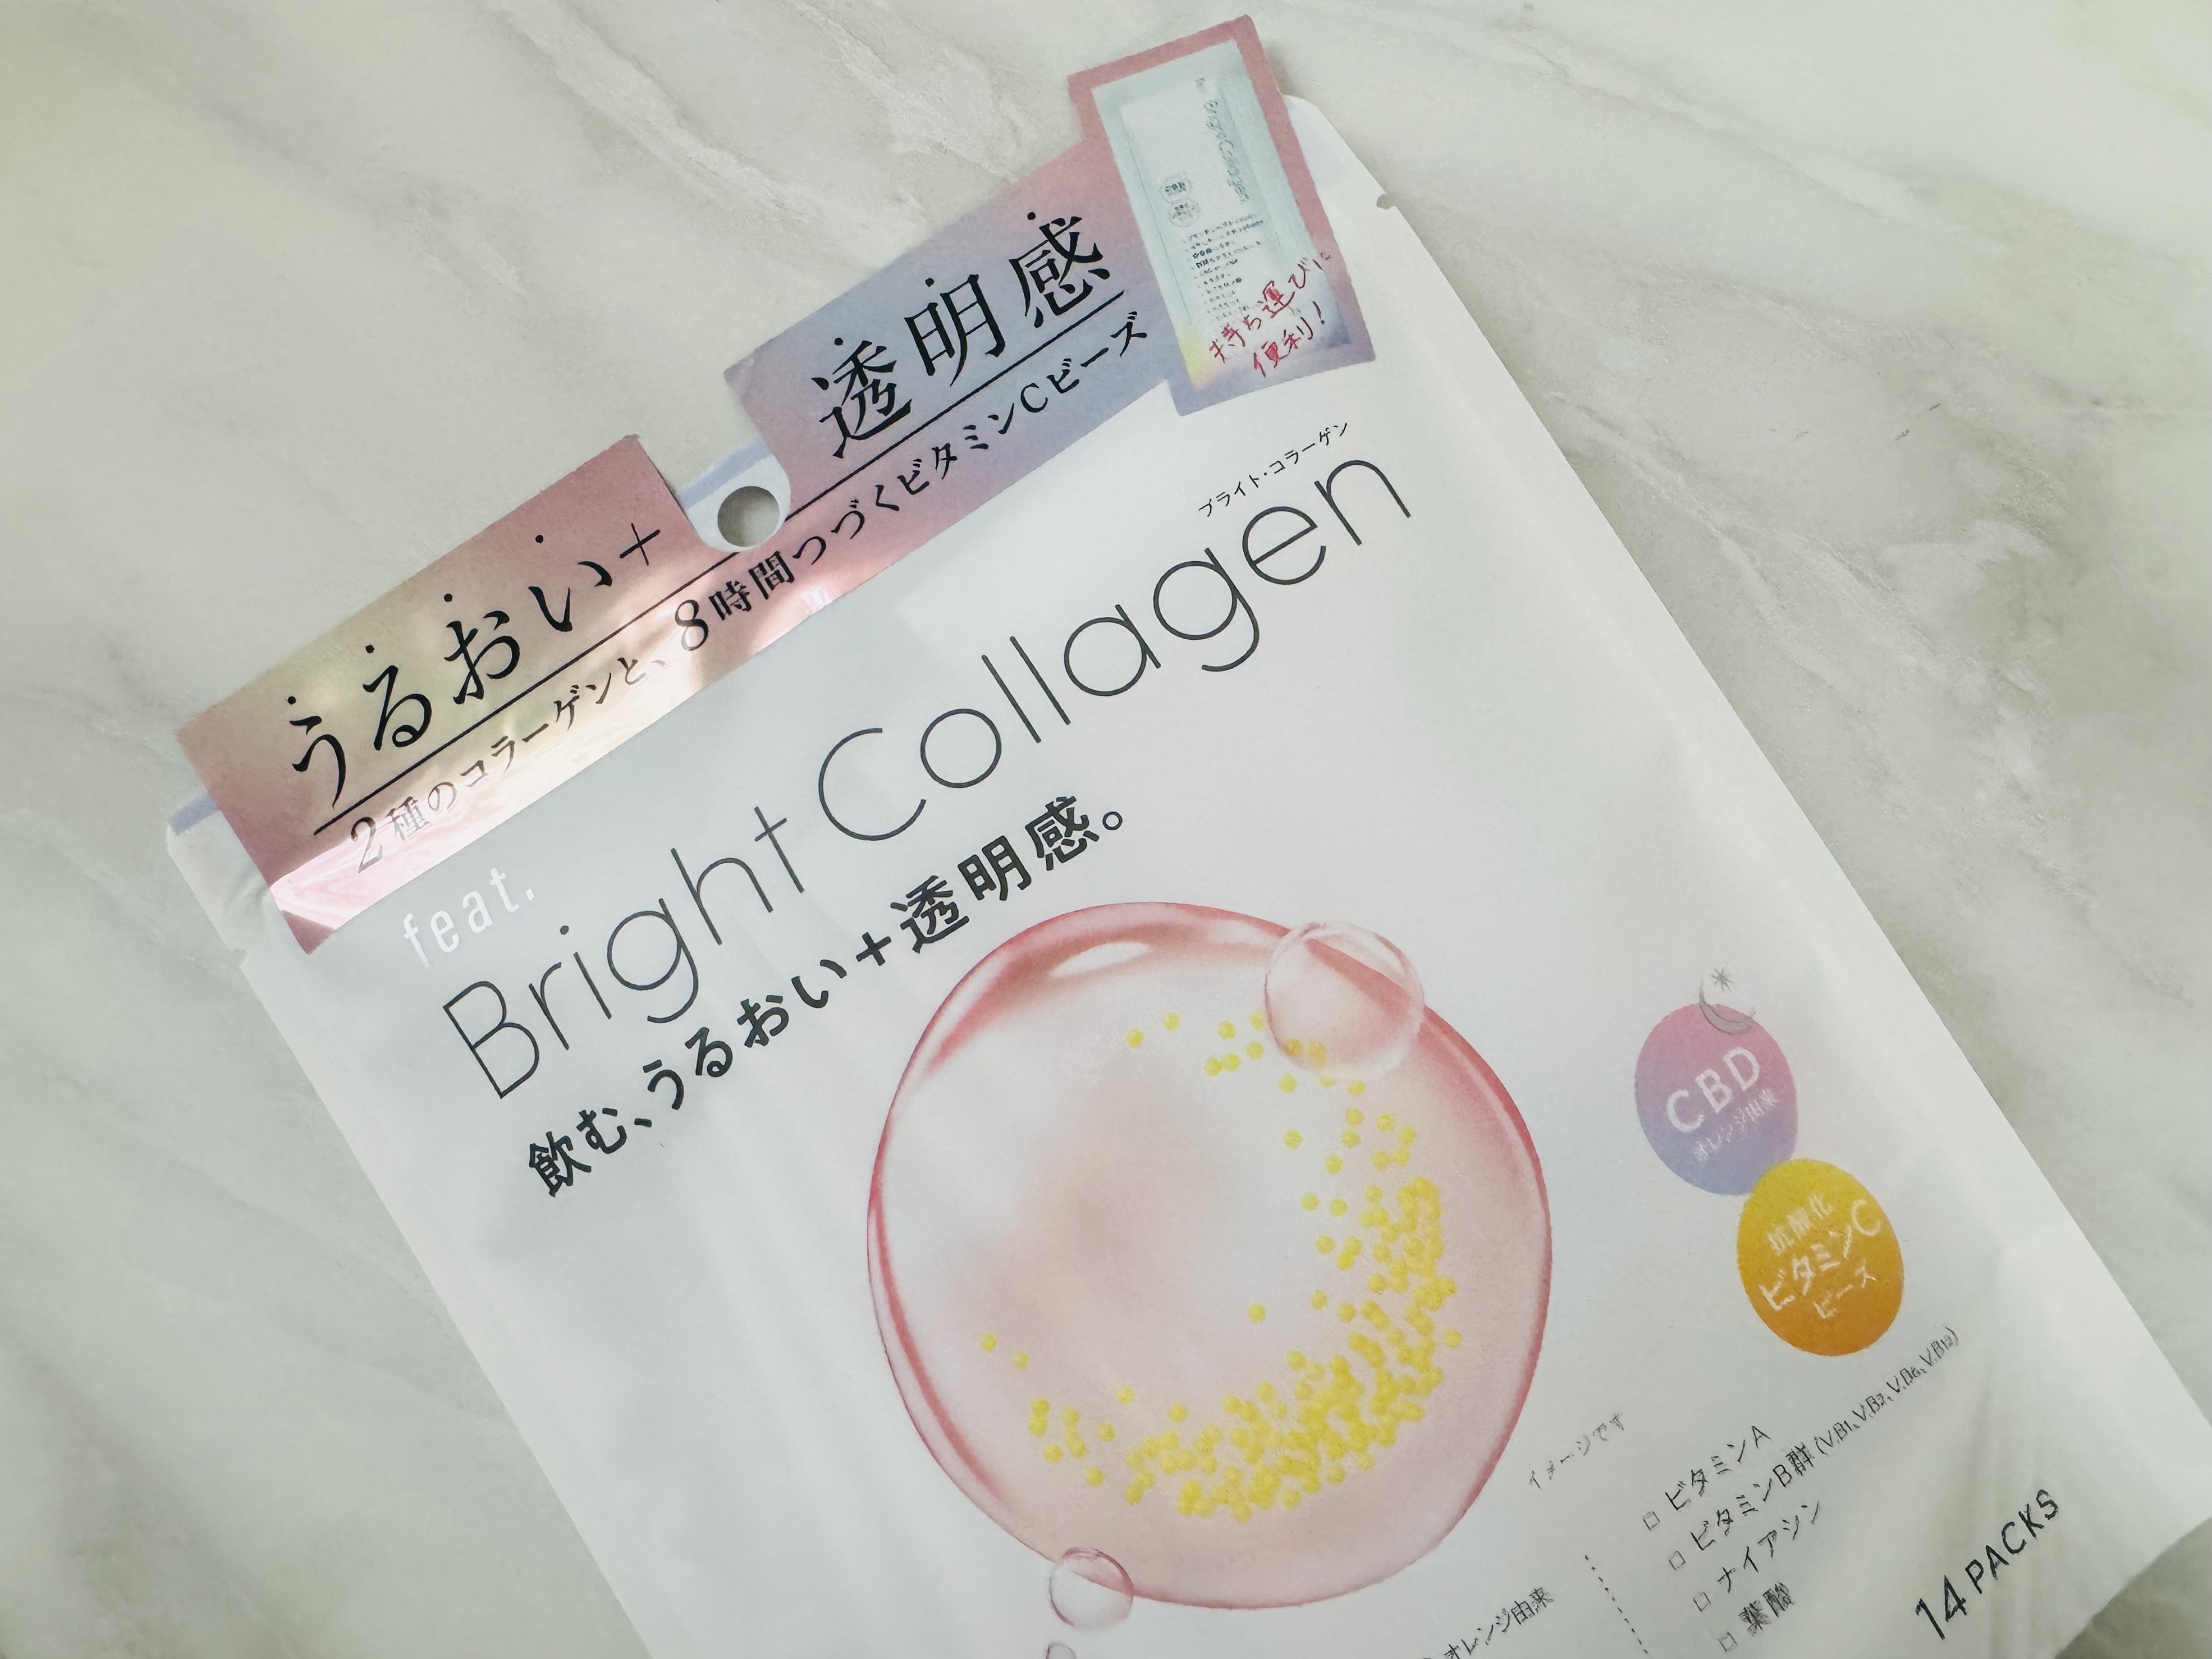 うるおい+
透明感
2種のコラーゲンと、8時間つづくビタミンCビーズ
Bright Collagen
持ち運びに
便利!
ブライト・コラーゲン
feat.
Bright Collagen
飲む、うるおい+透明感。
CBD
オレンジ由来
抗酸化
ビタミンC
ビーズ
イメージです
オレンジ由来
□ ビタミンA
□ ビタミンB群(V.B1、V.B2、V.B6、V.B12)
□ ナイアシン
□ 葉酸
14 PACKS